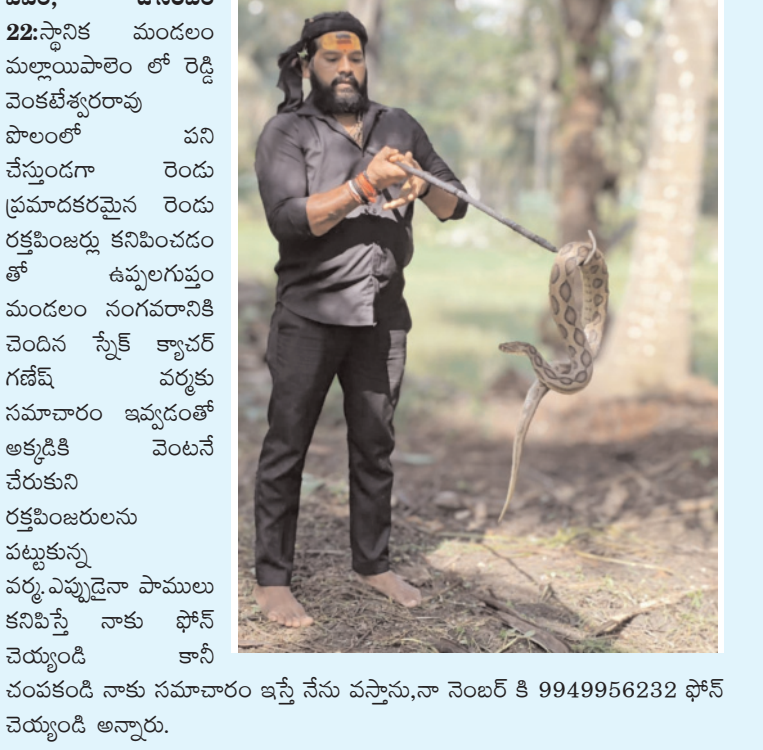 22:స్థానిక మండలం
మల్లాయిపాలెం లో రెడ్డి
వెంకటేశ్వరరావు
పొలంలో పని
చేస్తుండగా రెండు
ప్రమాదకరమైన రెండు
రక్తపింజర్లు కనిపించడం
తో ఉప్పలగుప్తం
మండలం నంగవరానికి
చెందిన స్నేక్ క్యాచర్
గణేష్ వర్మకు
సమాచారం ఇవ్వడంతో
అక్కడికి వెంటనే
చేరుకుని
రక్తపింజరులను
పట్టుకున్న
వర్మ.ఎప్పుడైనా పాములు
కనిపిస్తే నాకు ఫోన్
చెయ్యండి కానీ
చంపకండి నాకు సమాచారం ఇస్తే నేను వస్తాను,నా నెంబర్ కి 9949956232 ఫోన్
చెయ్యండి అన్నారు.